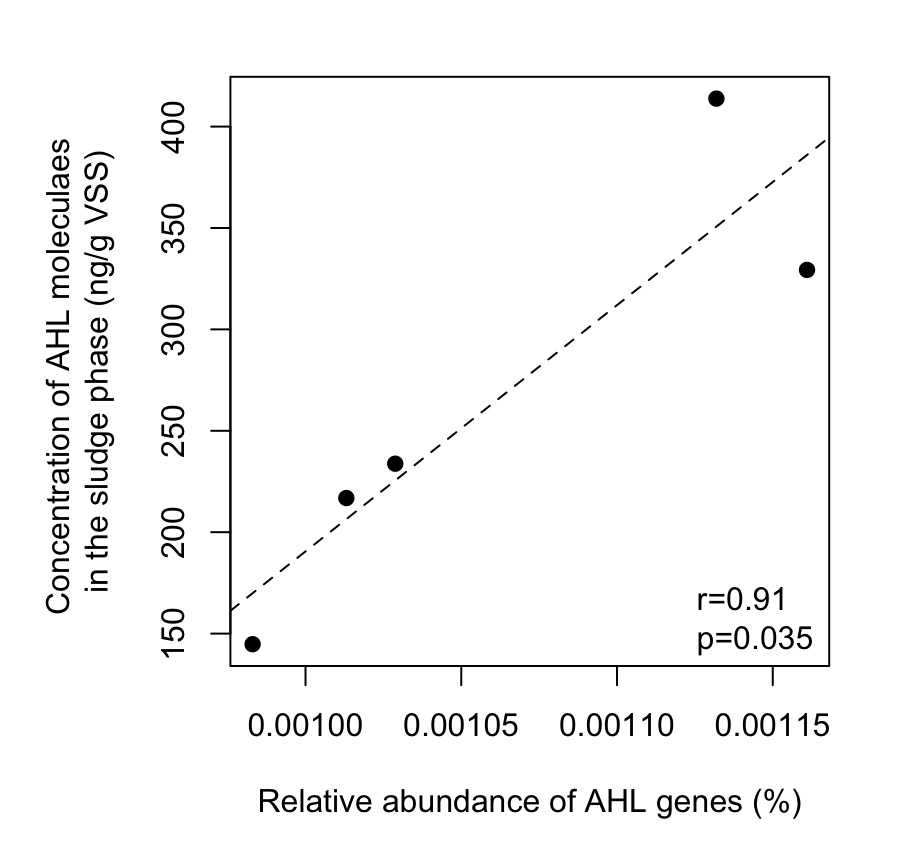 Concentration of AHL moleculaes
in the sludge phase (ng/g VSS)
400
350
300
250
200
150
r=0.91
p=0.035
0.00100 0.00105 0.00110 0.00115
Relative abundance of AHL genes (%)